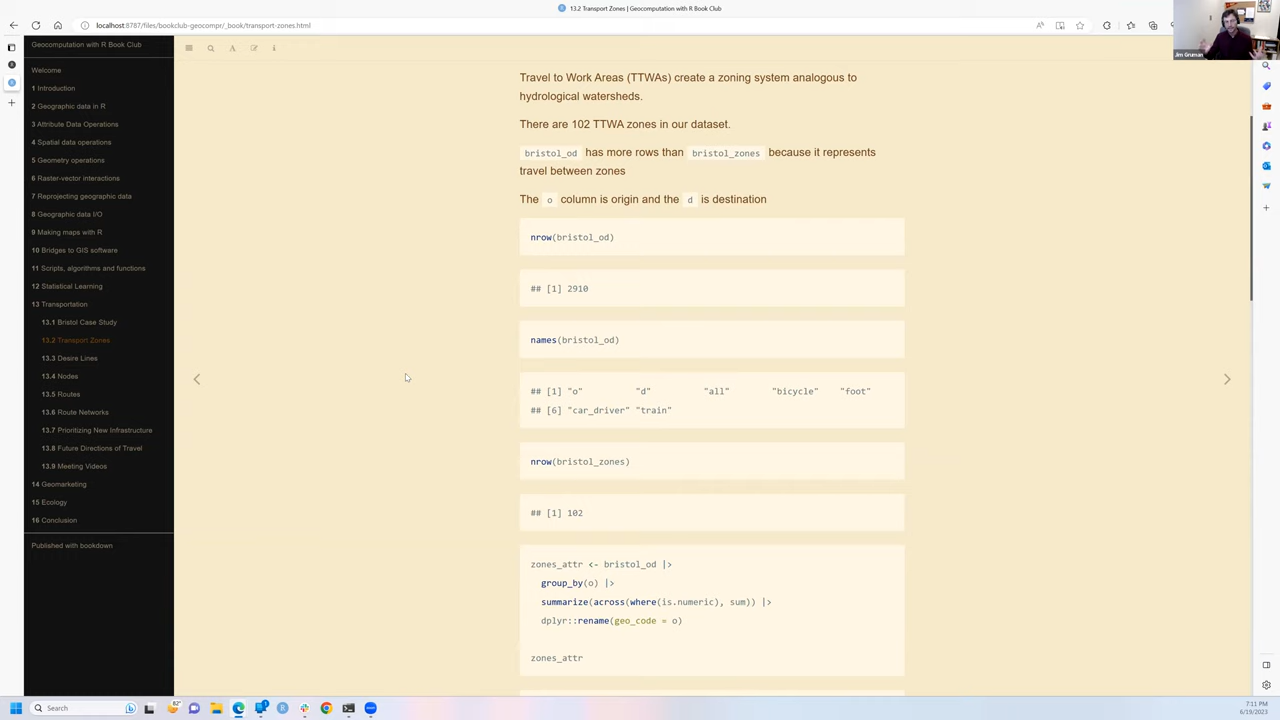 13.2 Transport Zones | Geocomputation with R Book Club
localhost:8787/files/bookclub-geocompr/_book/transport-zones.html
Jim Gruman
Geocomputation with R Book Club
Welcome
1 Introduction
2 Geographic data in R
3 Attribute Data Operations
4 Spatial data operations
5 Geometry operations
6 Raster-vector interactions
7 Reprojecting geographic data
8 Geographic data I/O
9 Making maps with R
10 Bridges to GIS software
11 Scripts, algorithms and functions
12 Statistical Learning
13 Transportation
13.1 Bristol Case Study
13.2 Transport Zones
13.3 Desire Lines
13.4 Nodes
13.5 Routes
13.6 Route Networks
13.7 Prioritizing New Infrastructure
13.8 Future Directions of Travel
13.9 Meeting Videos
14 Geomarketing
15 Ecology
16 Conclusion
Published with bookdown
Travel to Work Areas (TTWAs) create a zoning system analogous to
hydrological watersheds.
There are 102 TTWA zones in our dataset.
bristol_od has more rows than bristol_zones because it represents
travel between zones
The o column is origin and the d is destination
nrow(bristol_od)
## [1] 2910
names(bristol_od)
## [1] "o" "d" "all" "bicycle" "foot"
## [6] "car_driver" "train"
nrow(bristol_zones)
## [1] 102
zones_attr <- bristol_od |>
group_by(o) |>
summarize(across(where(is.numeric), sum)) |>
dplyr::rename(geo_code = o)
zones_attr
Search
82°
7:11 PM
6/19/2023